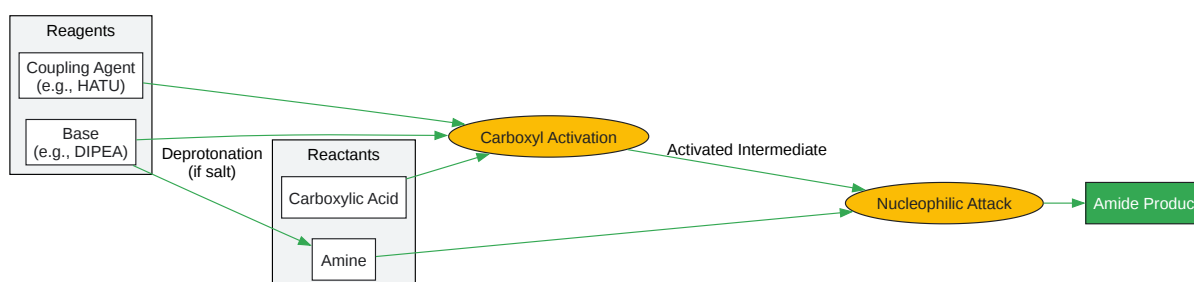 Reagents
Coupling Agent
(e.g., HATU)
Base
(e.g., DIPEA)
Deprotonation
(if salt)
Reactants
Carboxylic Acid
Amine
Carboxyl Activation
Activated Intermediate
Nucleophilic Attack
Amide Produc